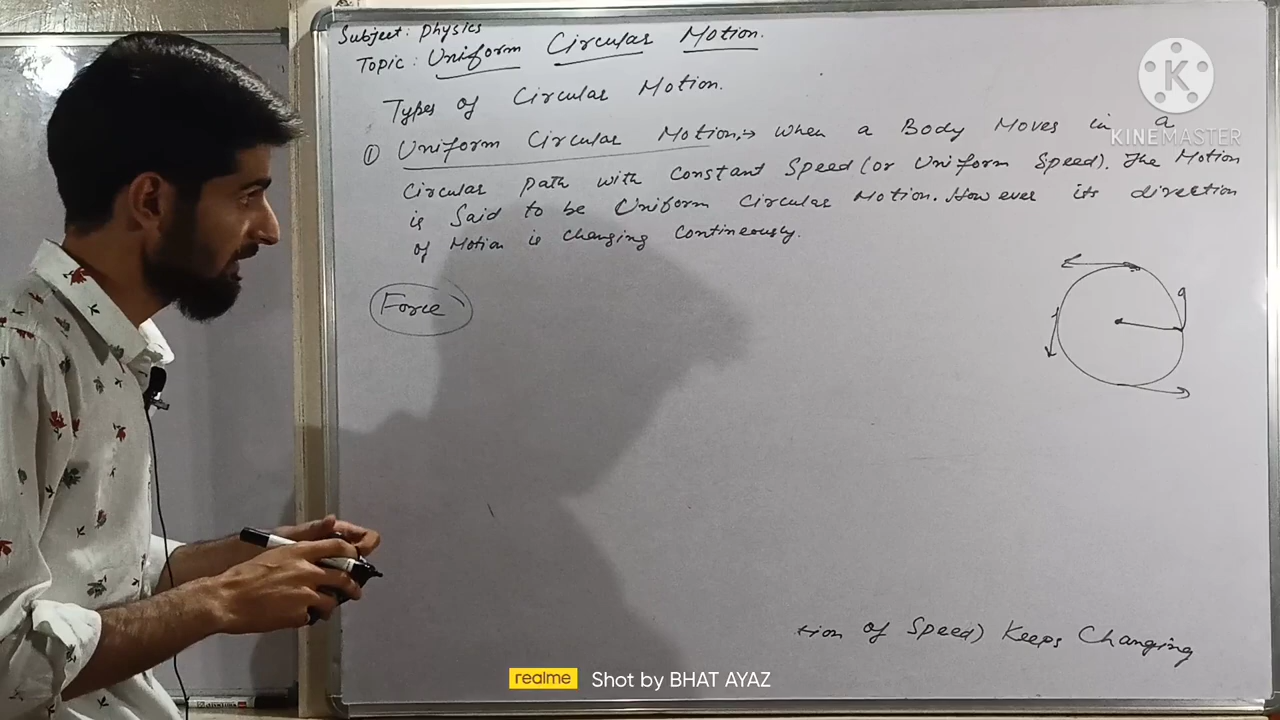 Subject: Physics
Topic: Uniform Circular Motion.
Types of Circular Motion.
① Uniform Circular Motion,→ when a Body Moves in a
Circular path with constant Speed (or Uniform Speed). The Motion
is Said to be Uniform Circular Motion. However its direction
of Motion is changing contineously.
Force
K
KINEMASTER
tion of Speed) Keeps Changing
realme Shot by BHAT AYAZ